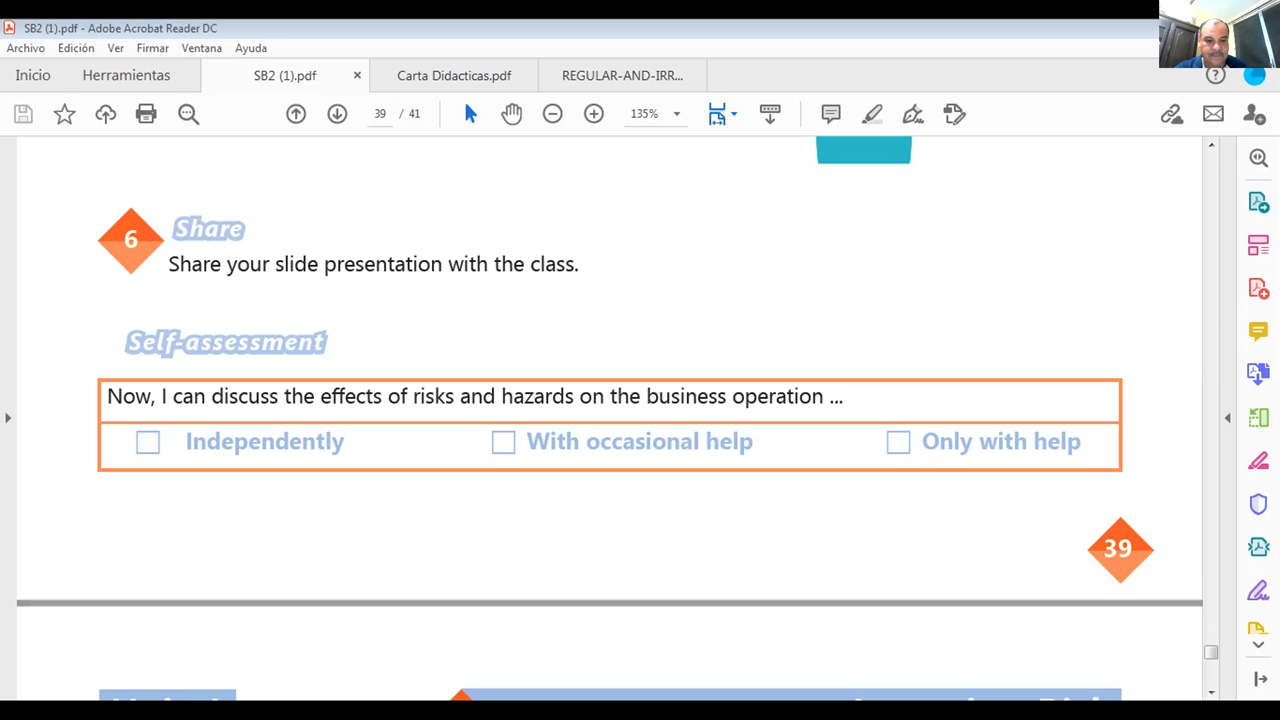 SB2 (1).pdf - Adobe Acrobat Reader DC
Archivo Edición Ver Firmar Ventana Ayuda
Inicio Herramientas SB2 (1).pdf × Carta Didacticas.pdf REGULAR-AND-IRR...
39 / 41 135%
6 Share
Share your slide presentation with the class.
Self-assessment
Now, I can discuss the effects of risks and hazards on the business operation ...
Independently With occasional help Only with help
39